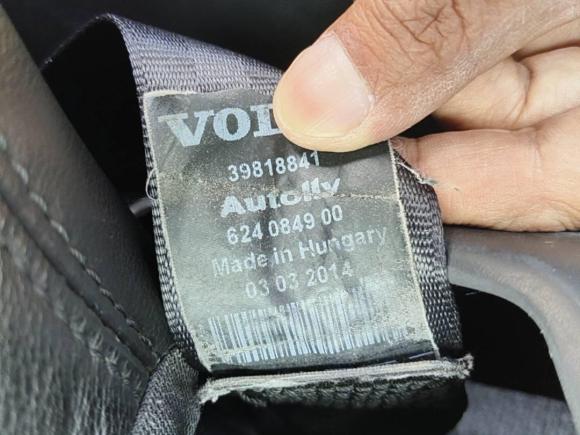 VOL
39818841
Autoliv
624 0849 00
Made in Hungary
03 03 2014